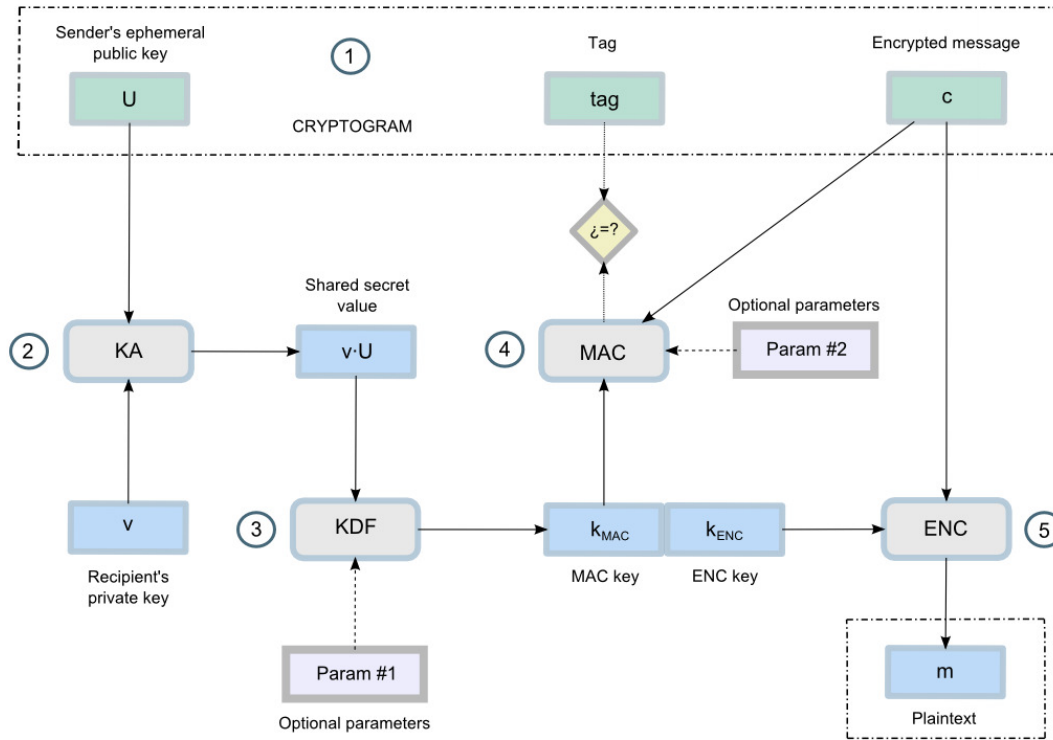 Sender's ephemeral
public key
1
Tag
Encrypted message
U
tag
c
CRYPTOGRAM
¿=?
Shared secret
value
Optional parameters
2
KA
v·U
4
MAC
Param #2
v
3
KDF
kMAC
kENC
ENC
5
Recipient's
private key
MAC key
ENC key
Param #1
m
Optional parameters
Plaintext